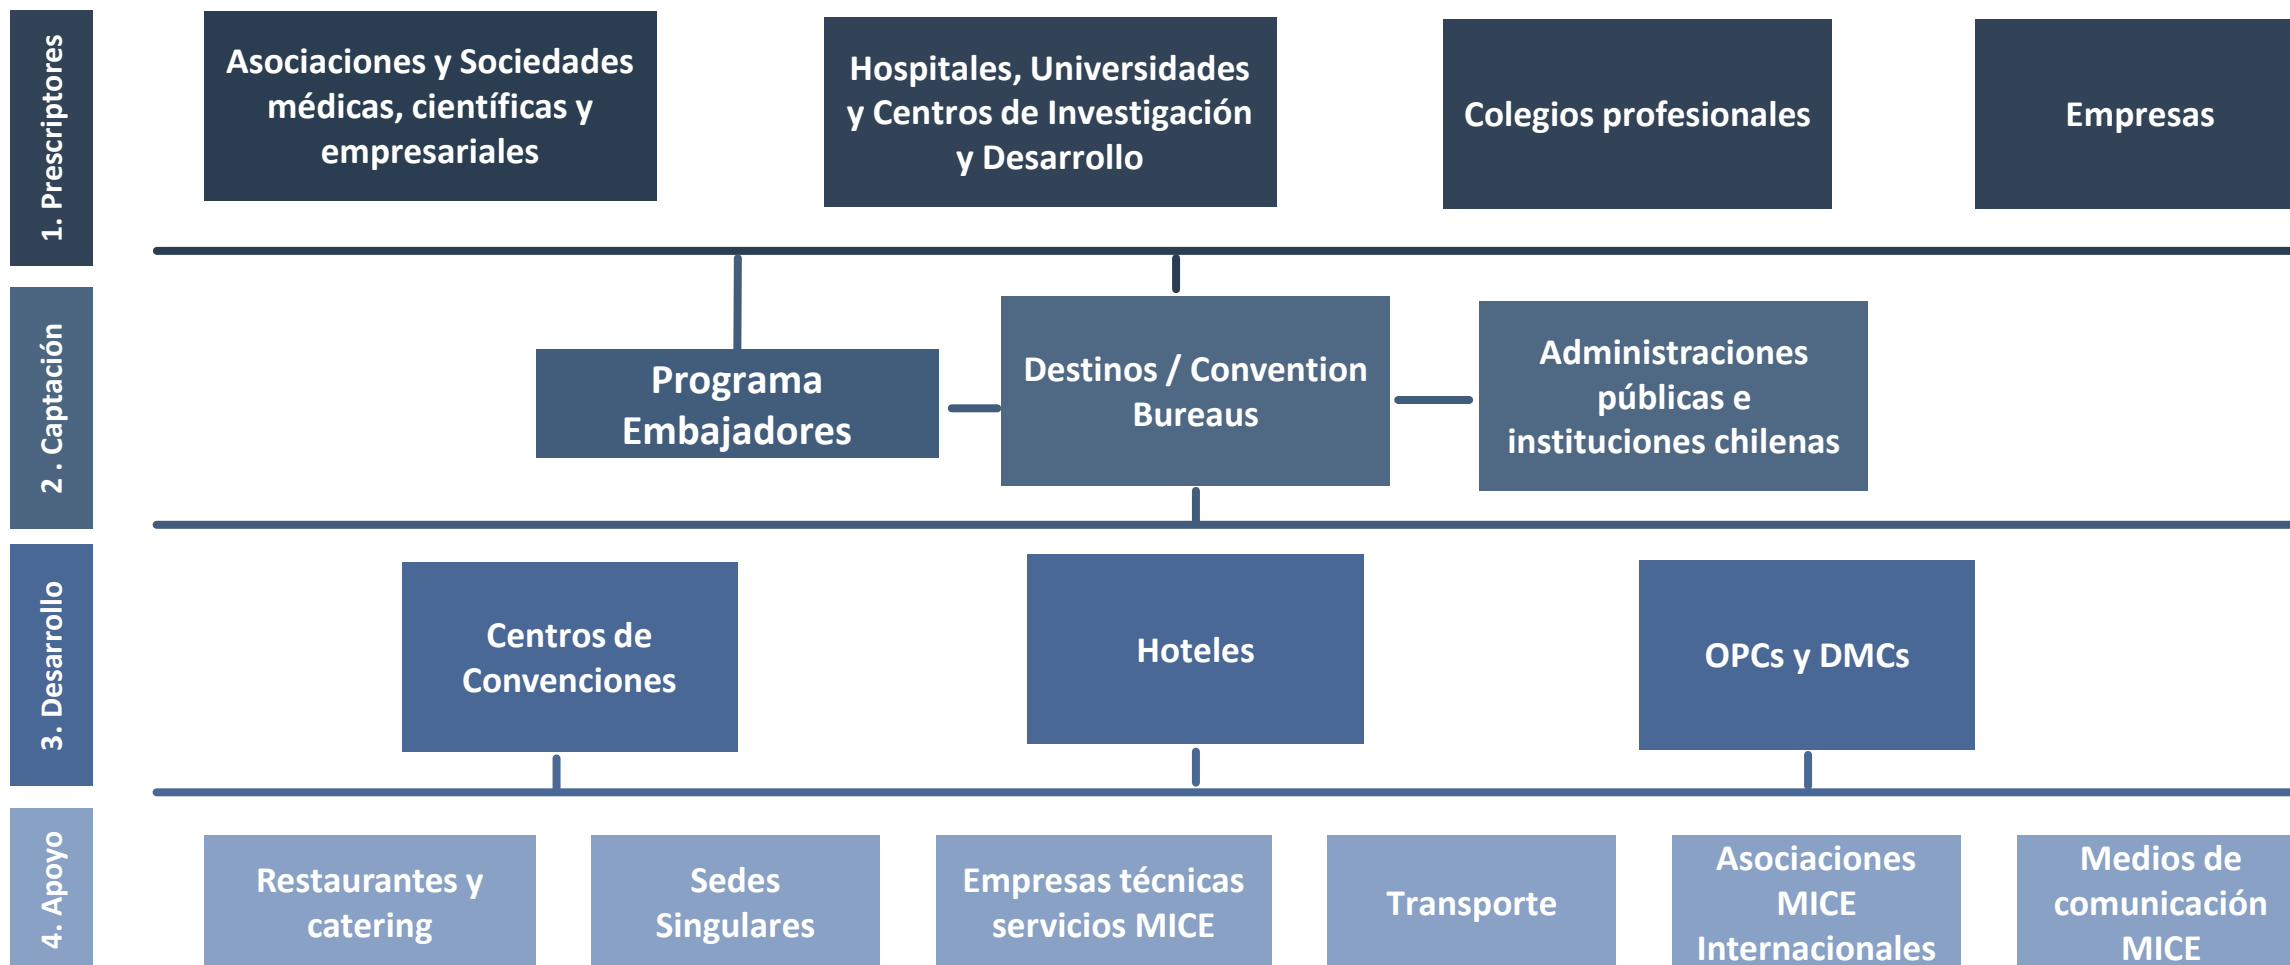 1. Prescriptores
Asociaciones y Sociedades
médicas, científicas y
empresariales
Hospitales, Universidades
y Centros de Investigación
y Desarrollo
Colegios profesionales
Empresas
2 . Captación
Programa
Embajadores
Destinos / Convention
Bureaus
Administraciones
públicas e
instituciones chilenas
3. Desarrollo
Centros de
Convenciones
Hoteles
OPCs y DMCs
4. Apoyo
Restaurantes y
catering
Sedes
Singulares
Empresas técnicas
servicios MICE
Transporte
Asociaciones
MICE
Internacionales
Medios de
comunicación
MICE